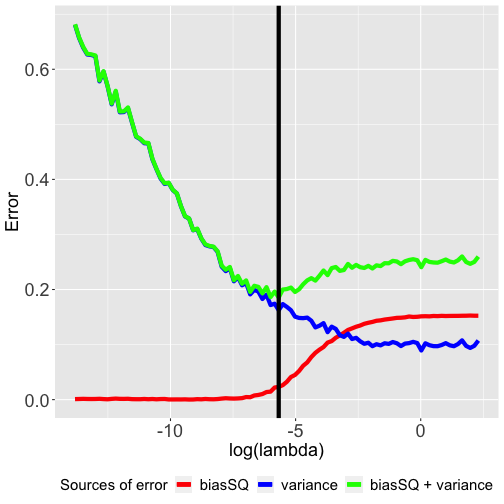 Error
0.6
0.4
0.2
0.0
-10 -5 0
log(lambda)
Sources of error biasSQ variance biasSQ + variance